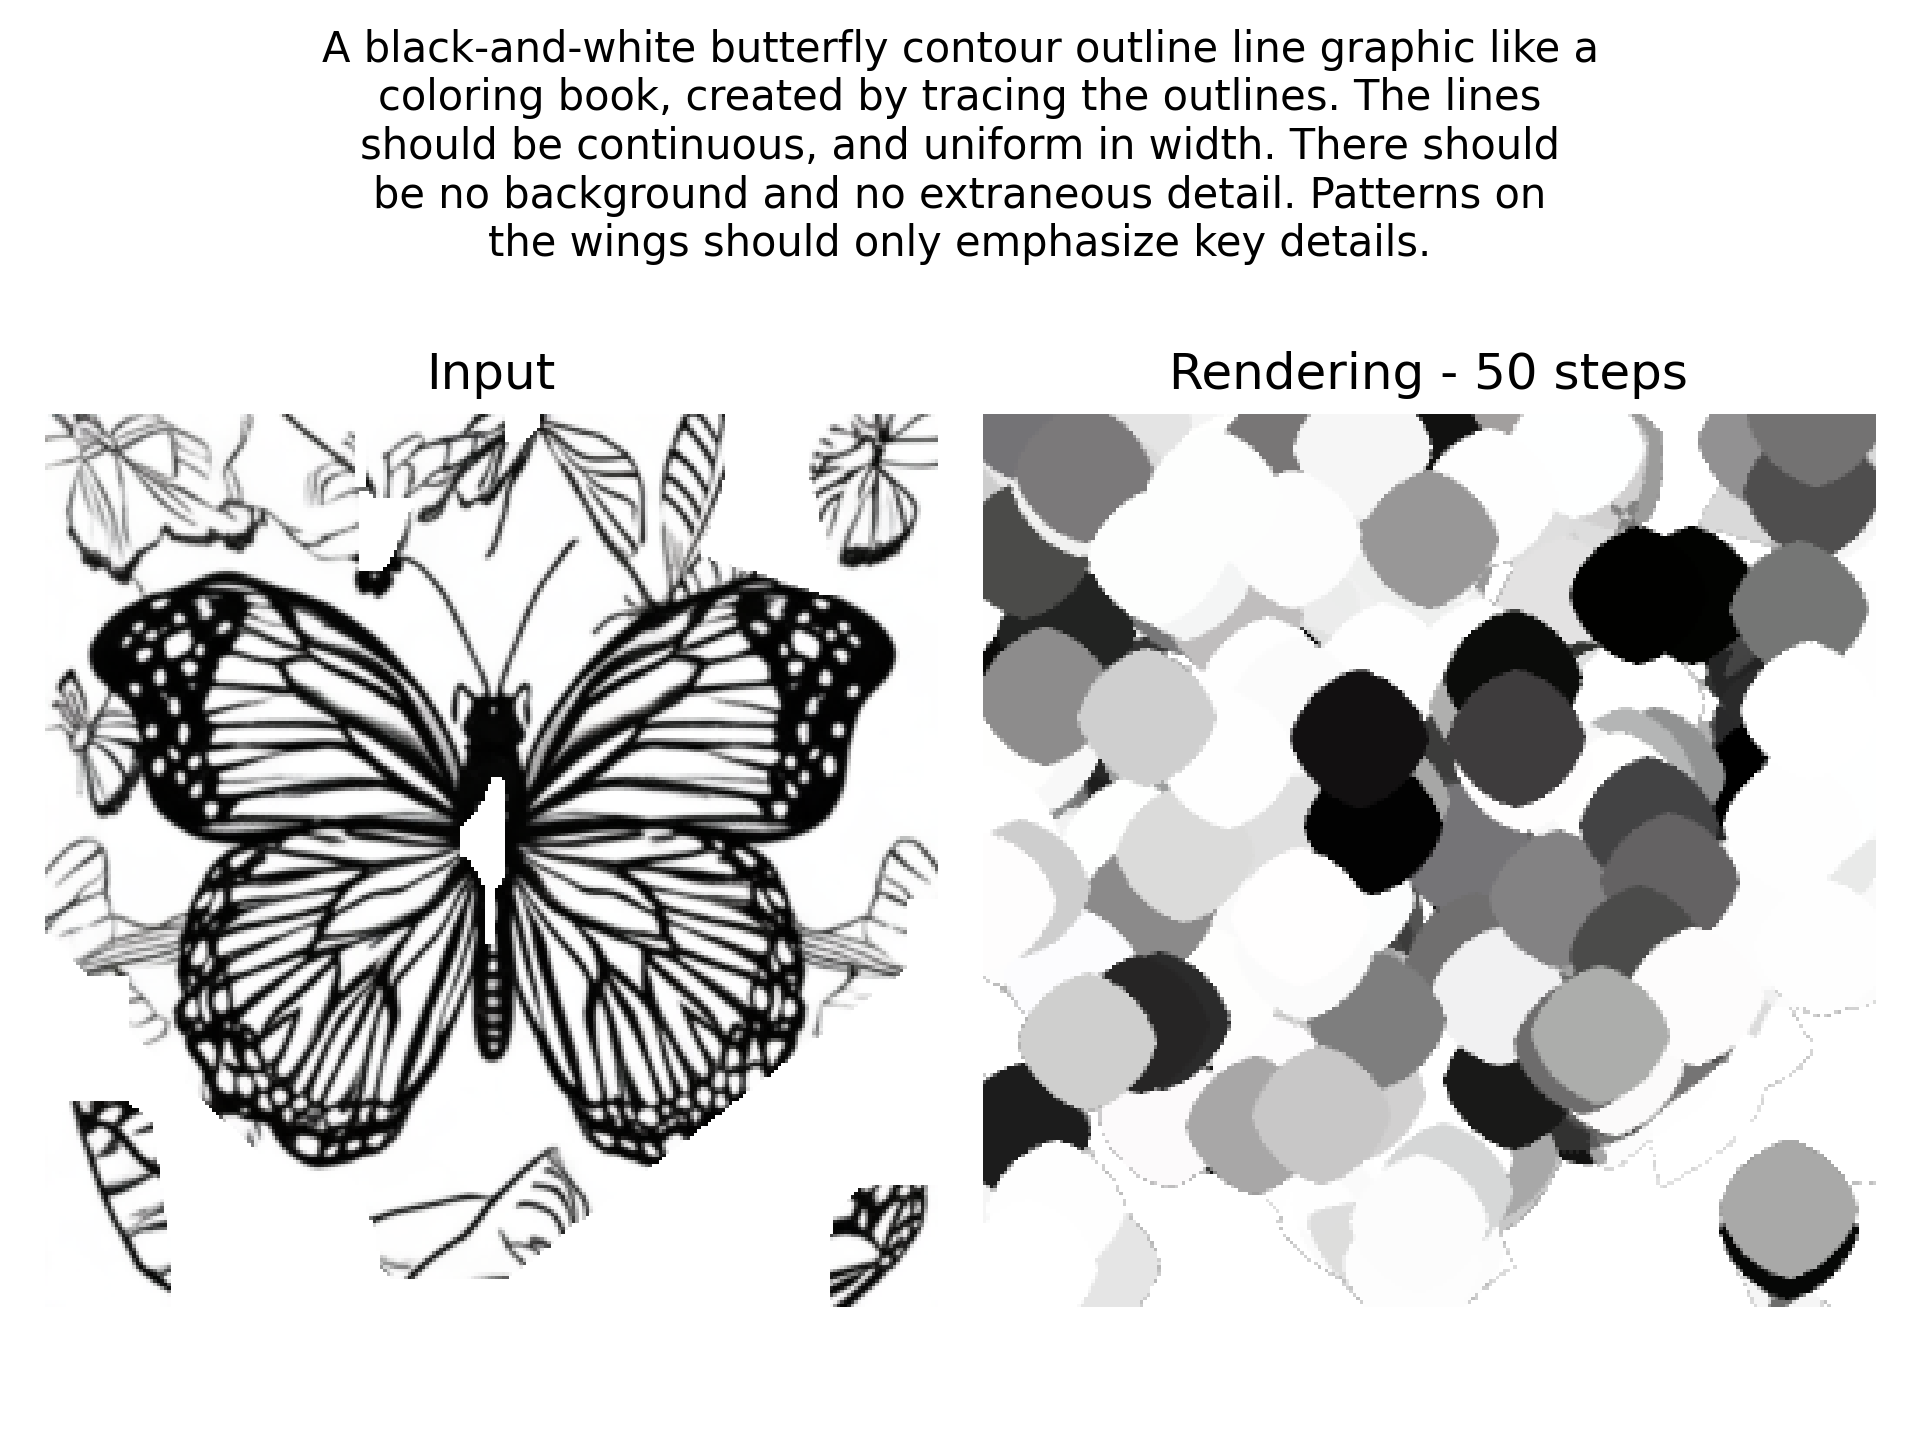 A black-and-white butterfly contour outline line graphic like a
coloring book, created by tracing the outlines. The lines
should be continuous, and uniform in width. There should
be no background and no extraneous detail. Patterns on
the wings should only emphasize key details.
Input
Rendering - 50 steps